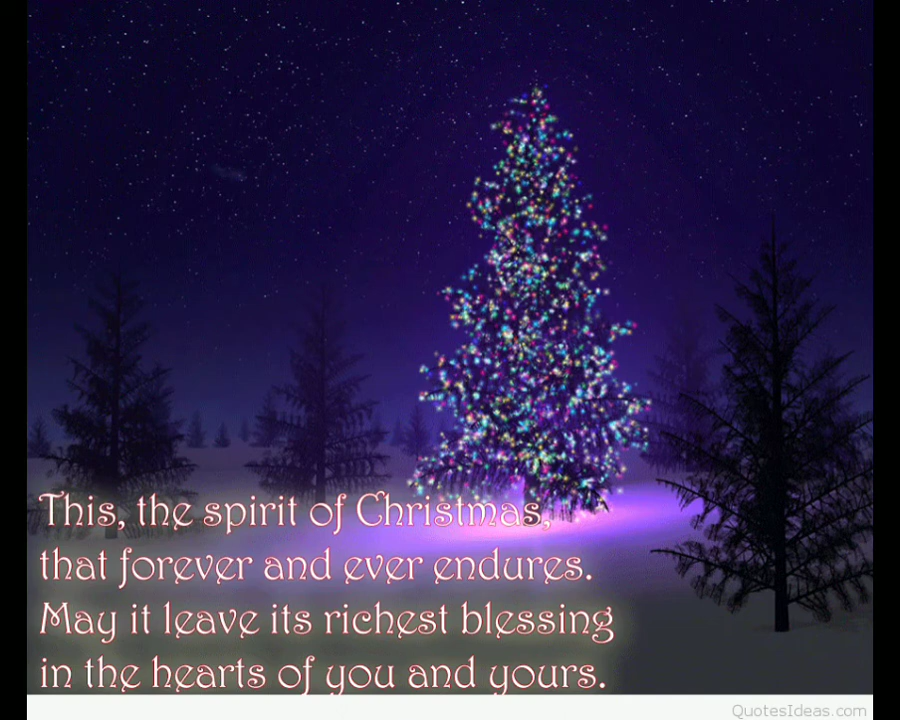 This, the spirit of Christmas,
that forever and ever endures.
May it leave its richest blessing
in the hearts of you and yours.
QuotesIdeas.com